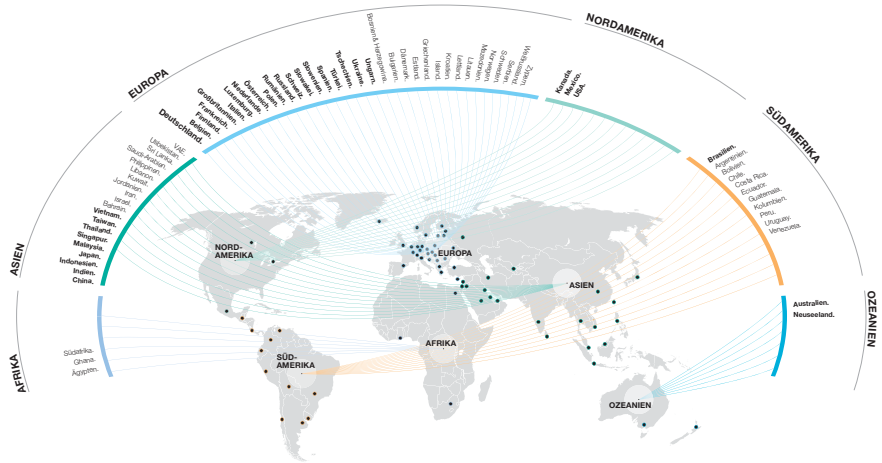 NORDAMERIKA
EUROPA
SÜDAMERIKA
ASIEN
AFRIKA
OZEANIEN
Deutschland.
Belgien.
Finnland.
Frankreich.
Großbritannien.
Italien.
Luxemburg.
Niederlande.
Österreich.
Polen.
Rumänien.
Russland.
Schweiz.
Slowakei.
Slowenien.
Spanien.
Türkei.
Tschechien.
Ukraine.
Ungarn.
Bosnien & Herzegowina.
Bulgarien.
Dänemark.
Estland.
Griechenland.
Island.
Kroatien.
Lettland.
Litauen.
Mazedonien.
Norwegen.
Schweden.
Serbien.
Weißrussland.
Zypern.
Kanada.
Mexico.
USA.
Brasilien.
Argentinien.
Bolivien.
Chile.
Costa Rica.
Ecuador.
Guatemala.
Kolumbien.
Peru.
Uruguay.
Venezuela.
VAE.
Usbekistan.
Sri Lanka.
Saudi-Arabien.
Philippinen.
Libanon.
Kuwait.
Jordanien.
Iran.
Israel.
Bahrain.
Vietnam.
Taiwan.
Thailand.
Singapur.
Malaysia.
Japan.
Indonesien.
Indien.
China.
Südafrika.
Ghana.
Ägypten.
Australien.
Neuseeland.
NORD-
AMERIKA
EUROPA
ASIEN
AFRIKA
SÜD-
AMERIKA
OZEANIEN